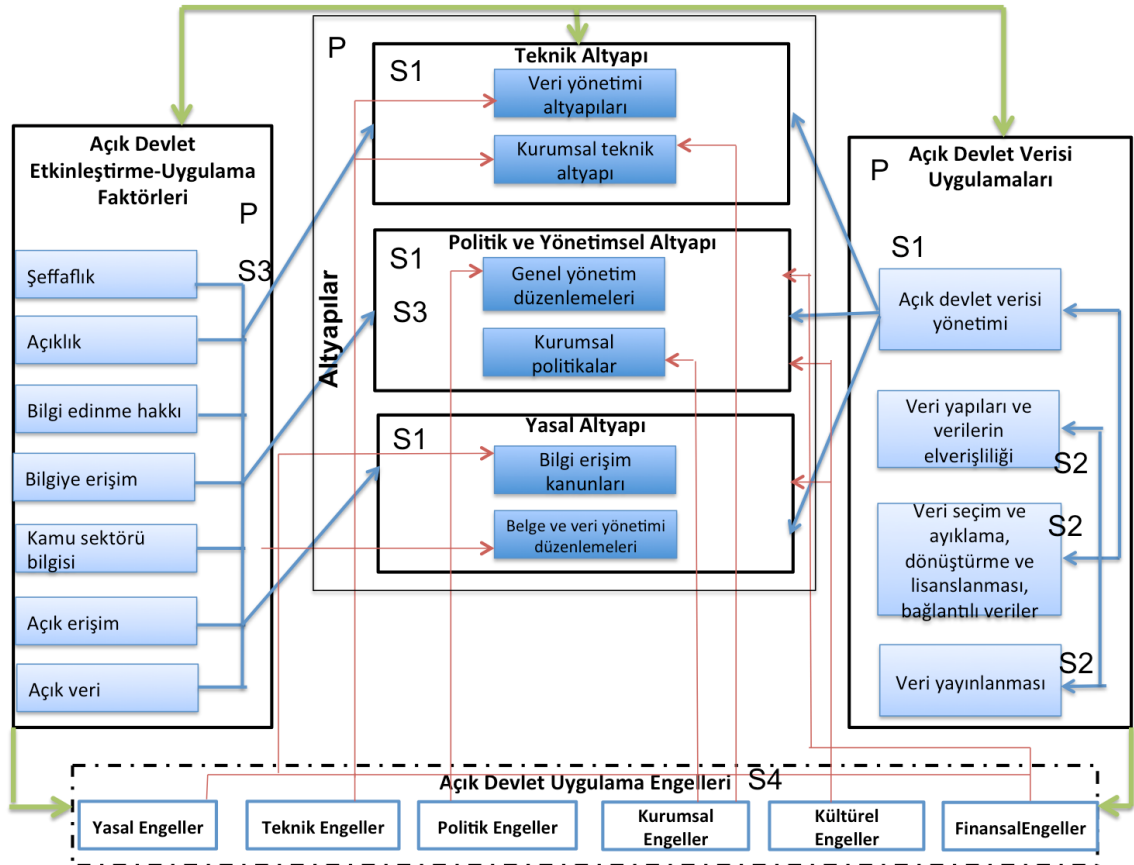 Açık Devlet
Etkinleştirme-Uygulama
Faktörleri
P
Şeffaflık
S3
Açıklık
Bilgi edinme hakkı
Bilgiye erişim
Kamu sektörü
bilgisi
Açık erişim
Açık veri
P
Altyapılar
Teknik Altyapı
S1
Veri yönetimi
altyapıları
Kurumsal teknik
altyapı
Politik ve Yönetimsel Altyapı
S1
Genel yönetim
düzenlemeleri
S3
Kurumsal
politikalar
Yasal Altyapı
S1
Bilgi erişim
kanunları
Belge ve veri yönetimi
düzenlemeleri
Açık Devlet Verisi
Uygulamaları
P
S1
Açık devlet verisi
yönetimi
Veri yapıları ve
verilerin
elverişliliği
S2
Veri seçim ve
ayıklama,
dönüştürme ve
lisanslanması,
bağlantılı veriler
S2
Veri yayınlanması
S2
Açık Devlet Uygulama Engelleri
S4
Yasal Engeller
Teknik Engeller
Politik Engeller
Kurumsal
Engeller
Kültürel
Engeller
FinansalEngeller